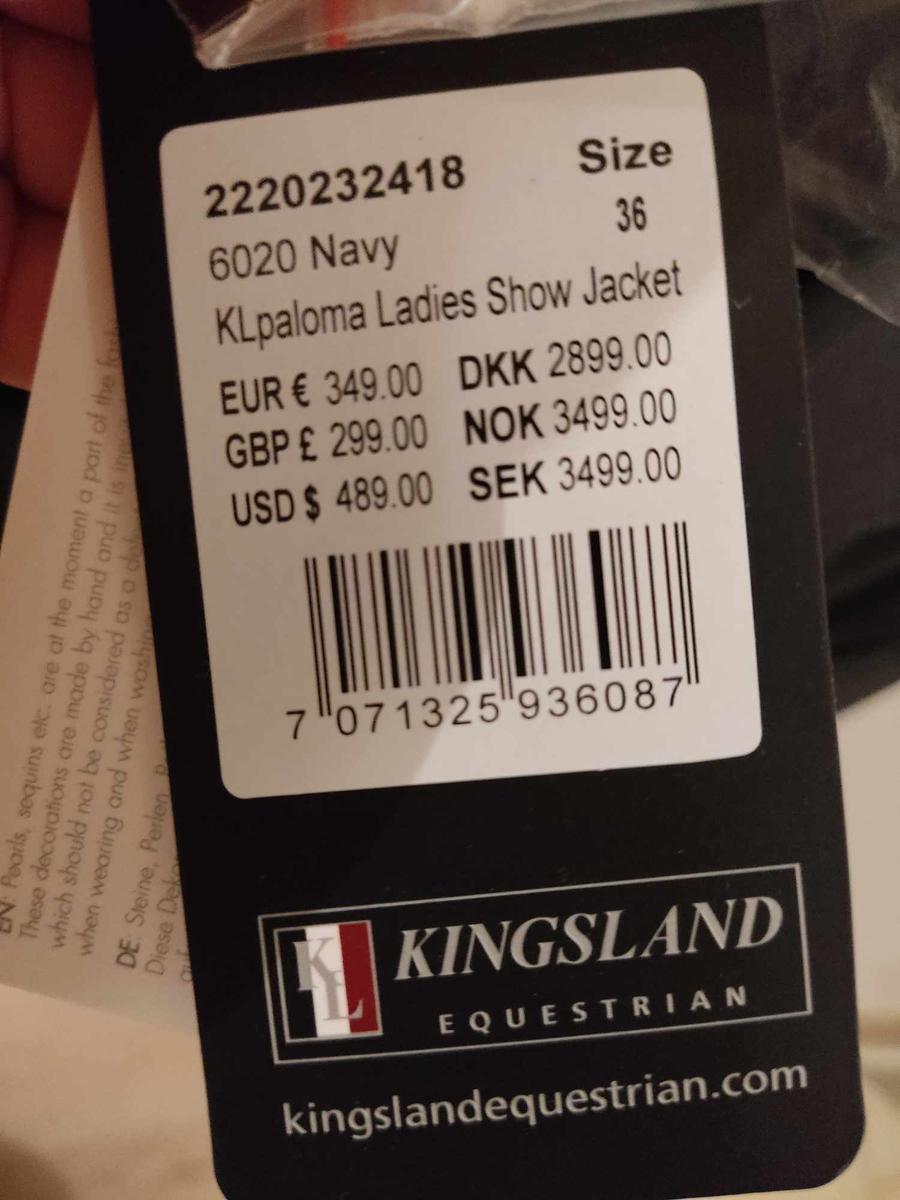 2220232418 Size
6020 Navy 36
KLpaloma Ladies Show Jacket
EUR € 349.00 DKK 2899.00
GBP £ 299.00 NOK 3499.00
USD $ 489.00 SEK 3499.00
7 071325 936087
KL KINGSLAND
EQUESTRIAN
kingslandequestrian.com
EN Pearls, sequins etc. are at the moment a part of the
These decorations are made by hand and it is
which should not be considered as a
when wearing and when
DE Steine, Perlen,
Diese